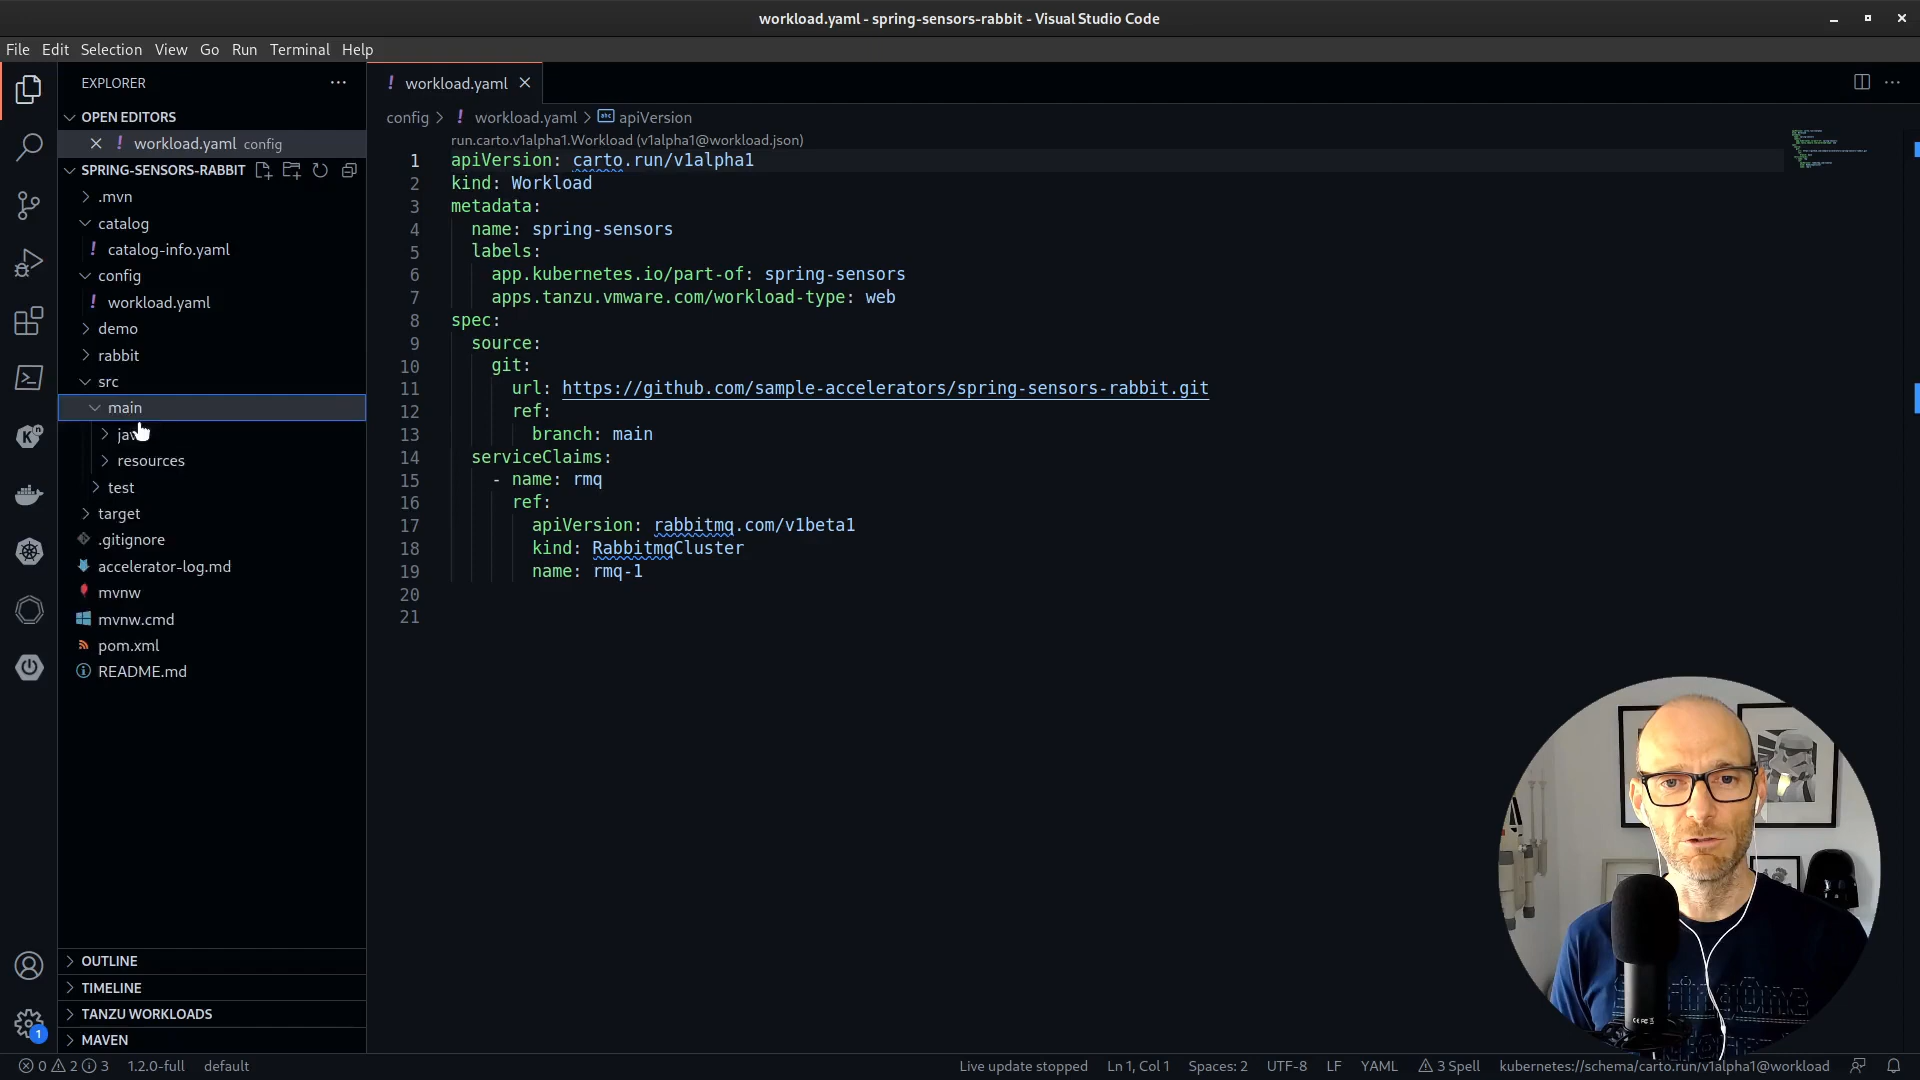 workload.yaml - spring-sensors-rabbit - Visual Studio Code
File Edit Selection View Go Run Terminal Help
EXPLORER
OPEN EDITORS
workload.yaml config
SPRING-SENSORS-RABBIT
.mvn
catalog
catalog-info.yaml
config
workload.yaml
demo
rabbit
src
main
resources
test
target
.gitignore
accelerator-log.md
mvnw
mvnw.cmd
pom.xml
README.md
OUTLINE
TIMELINE
TANZU WORKLOADS
MAVEN
workload.yaml
config > workload.yaml > apiVersion
run.carto.v1alpha1.Workload (v1alpha1@workload.json)
1 apiVersion: carto.run/v1alpha1
2 kind: Workload
3 metadata:
4 name: spring-sensors
5 labels:
6 app.kubernetes.io/part-of: spring-sensors
7 apps.tanzu.vmware.com/workload-type: web
8 spec:
9 source:
10 git:
11 url: https://github.com/sample-accelerators/spring-sensors-rabbit.git
12 ref:
13 branch: main
14 serviceClaims:
15 - name: rmq
16 ref:
17 apiVersion: rabbitmq.com/v1beta1
18 kind: RabbitmqCluster
19 name: rmq-1
20
21
1
0 2 3 1.2.0-full default
Live update stopped Ln 1, Col 1 Spaces: 2 UTF-8 LF YAML 3 Spell kubernetes://schema/carto.run/v1alpha1@workload